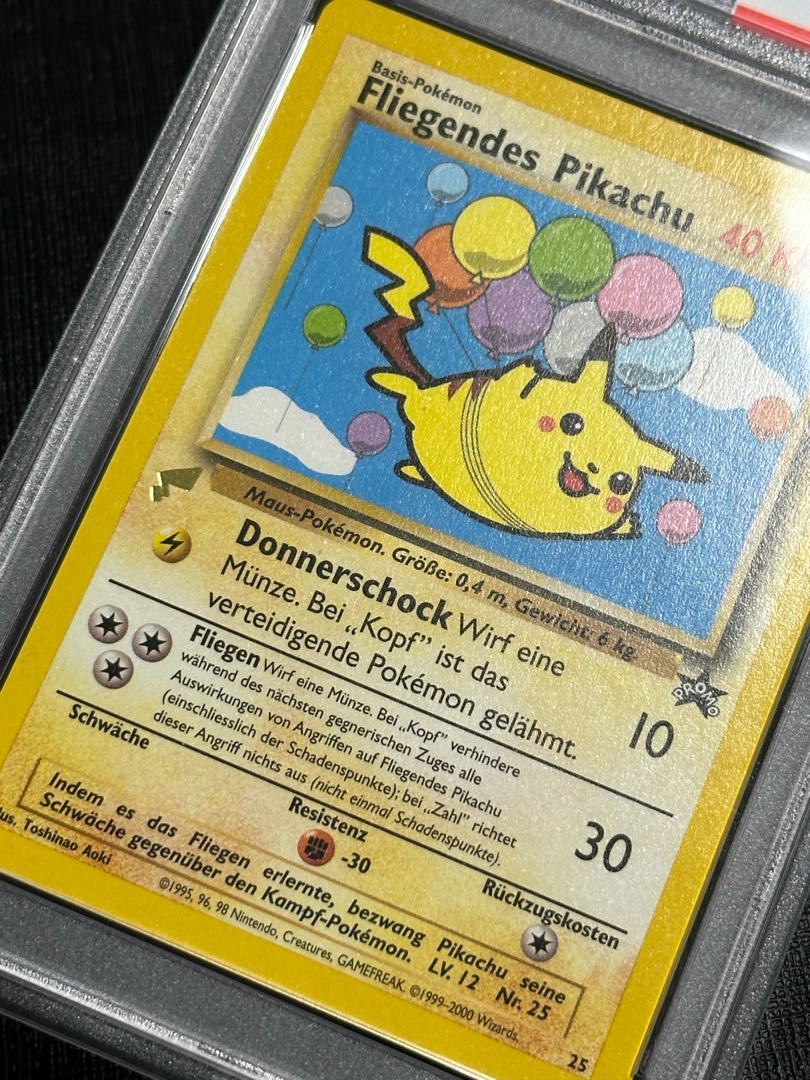 Basis-Pokémon
Fliegendes Pikachu
40 K
Maus-Pokémon. Größe: 0,4 m, Gewicht: 6 kg.
Donnerschock Wirf eine
Münze. Bei „Kopf” ist das
verteidigende Pokémon gelähmt.
10
PROMO
Fliegen Wirf eine Münze. Bei „Kopf” verhindere
während des nächsten gegnerischen Zuges alle
Auswirkungen von Angriffen auf Fliegendes Pikachu
(einschliesslich der Schadenspunkte); bei „Zahl” richtet
dieser Angriff nichts aus (nicht einmal Schadenspunkte).
30
Schwäche
Resistenz
-30
Rückzugskosten
Indem es das Fliegen erlernte, bezwang Pikachu seine
Schwäche gegenüber den Kampf-Pokémon. LV. 12 Nr. 25
lus. Toshinao Aoki
©1995, 96, 98 Nintendo, Creatures, GAMEFREAK. ©1999-2000 Wizards.
25